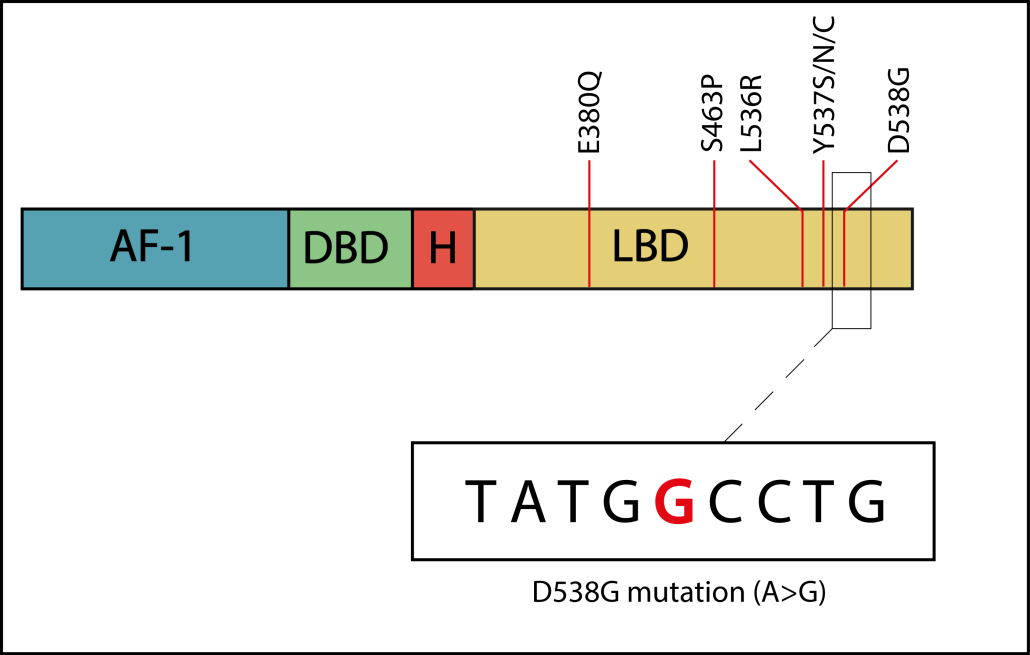 E380Q
S463P
L536R
Y537S/N/C
D538G
AF-1
DBD
H
LBD
TATGGCCTG
D538G mutation (A>G)